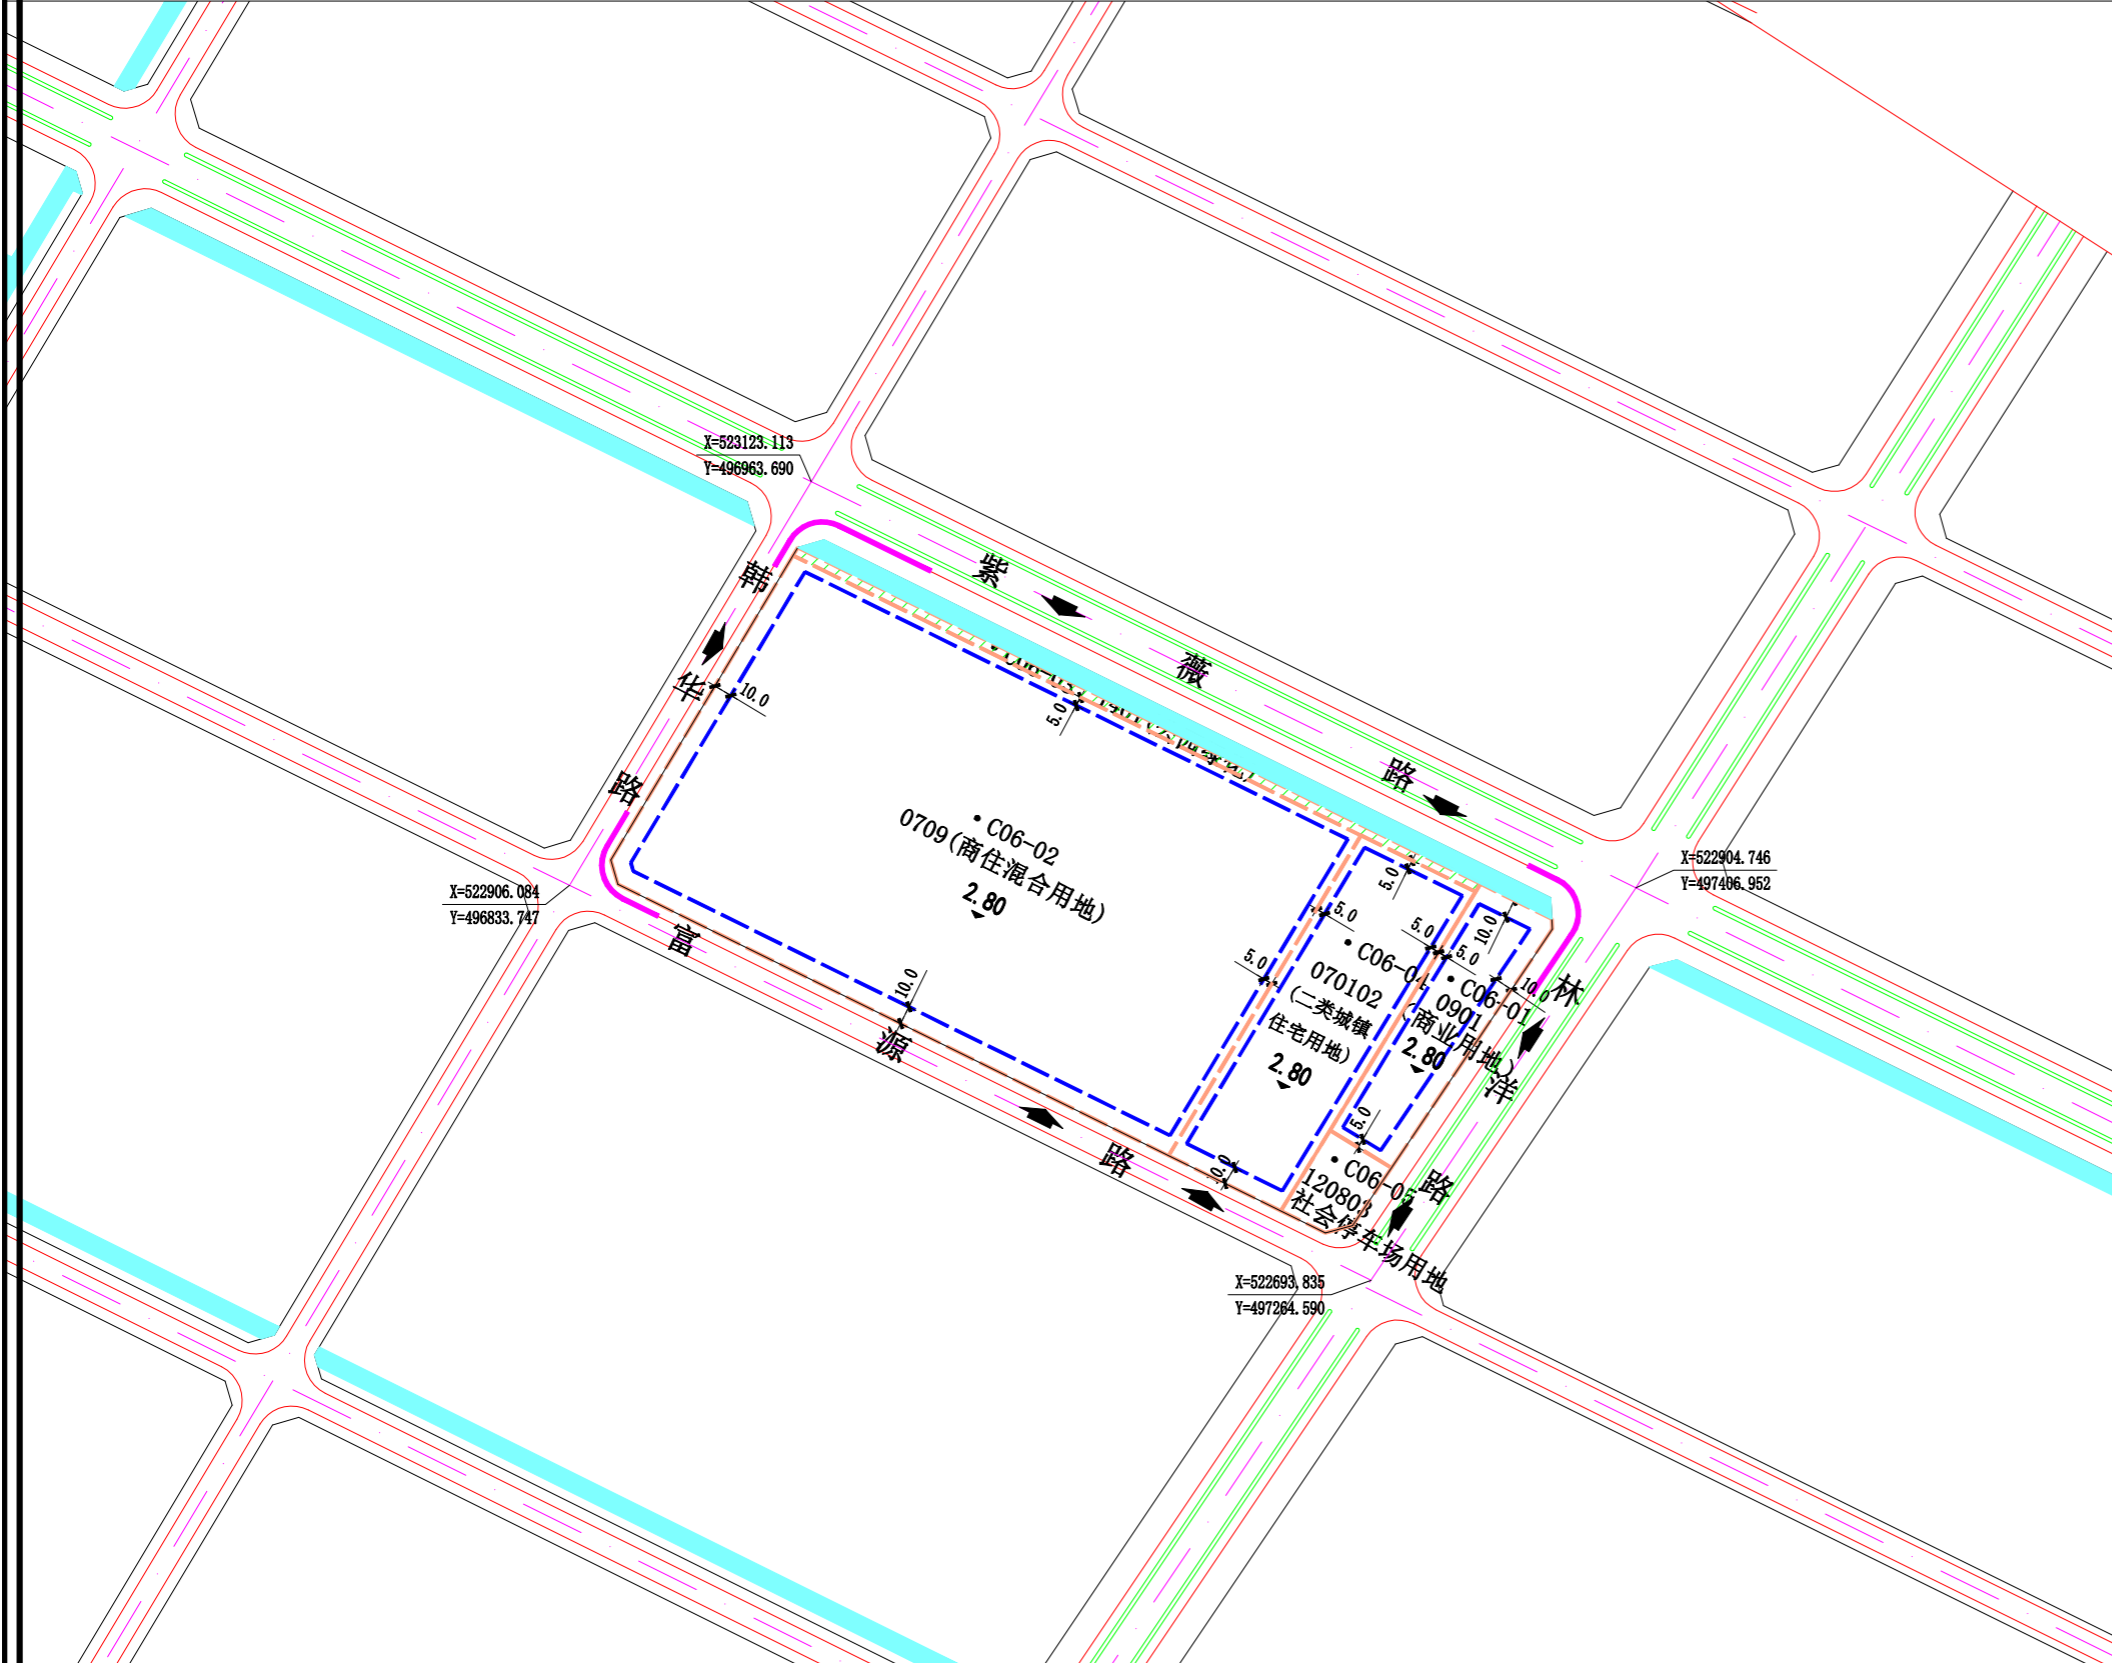 X=523123.113
Y=496963.690
紫
薇
路
韩
华
路
10.0
5.0
C06-02
0709(商住混合用地)
2.80
X=522906.084
Y=496833.747
富
源
路
10.0
5.0
5.0
5.0
C06-04
070102
(二类城镇
住宅用地)
2.80
5.0
5.0
10.0
10.0
C06-01
0901
(商业用地)
2.80
5.0
10.0
C06-05
120803
社会停车场用地
林
洋
路
X=522904.746
Y=497406.952
X=522693.835
Y=497264.590